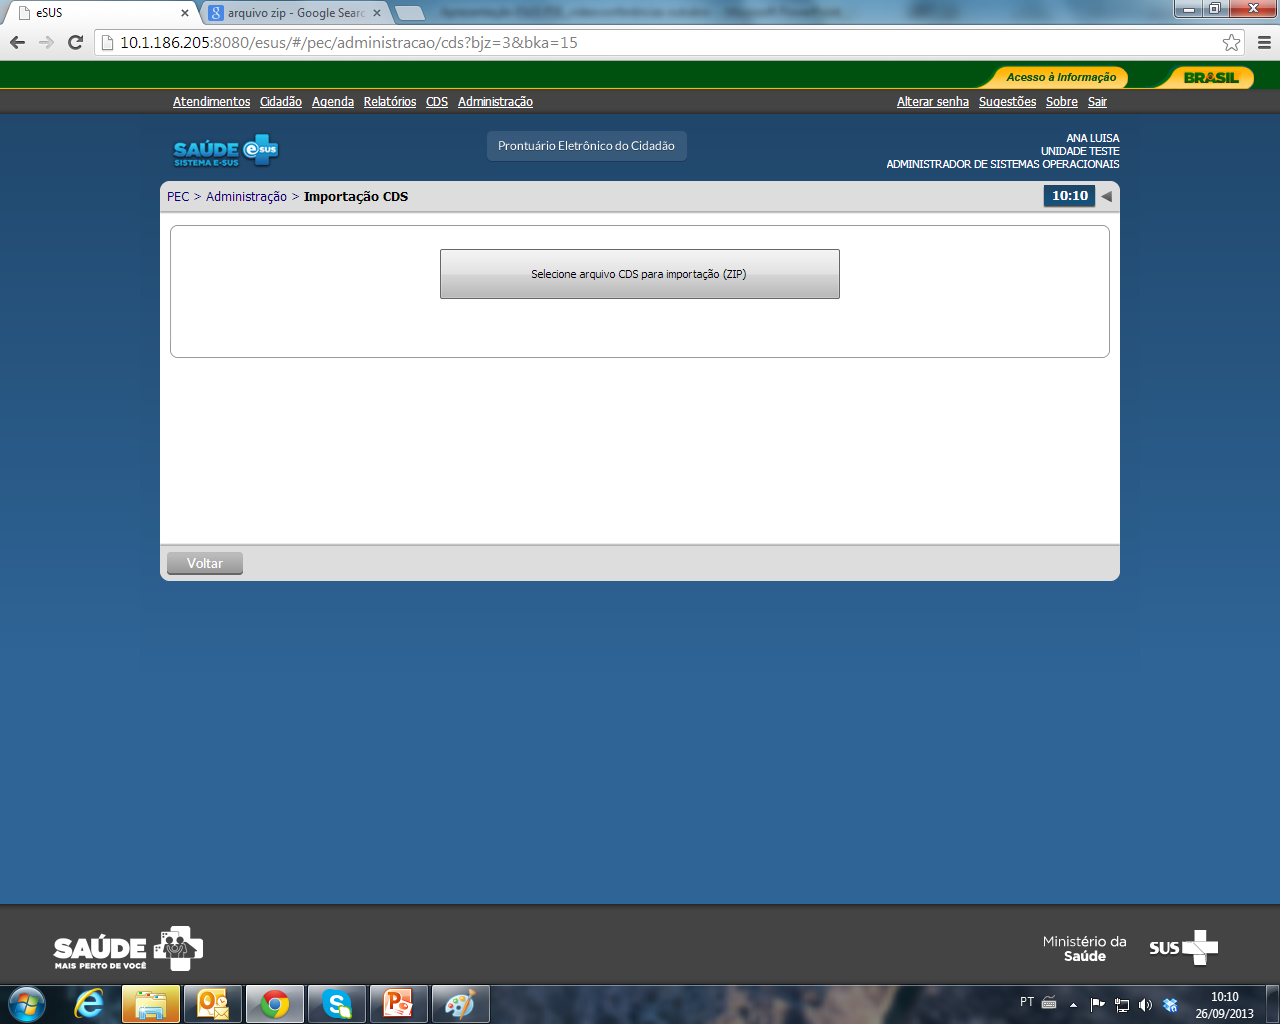 eSUS
arquivo zip - Google Searc
10.1.186.205:8080/esus/#/pec/administracao/cds?bjz=3&bka=15
Acesso à Informação
BRASIL
Atendimentos Cidadão Agenda Relatórios CDS Administração
Alterar senha Sugestões Sobre Sair
SAÚDE e-SUS
SISTEMA E-SUS
Prontuário Eletrônico do Cidadão
ANA LUISA
UNIDADE TESTE
ADMINISTRADOR DE SISTEMAS OPERACIONAIS
PEC > Administração > Importação CDS
10:10
Selecione arquivo CDS para importação (ZIP)
Voltar
SAÚDE
MAIS PERTO DE VOCÊ
Ministério da
Saúde
SUS
PT
10:10
26/09/2013